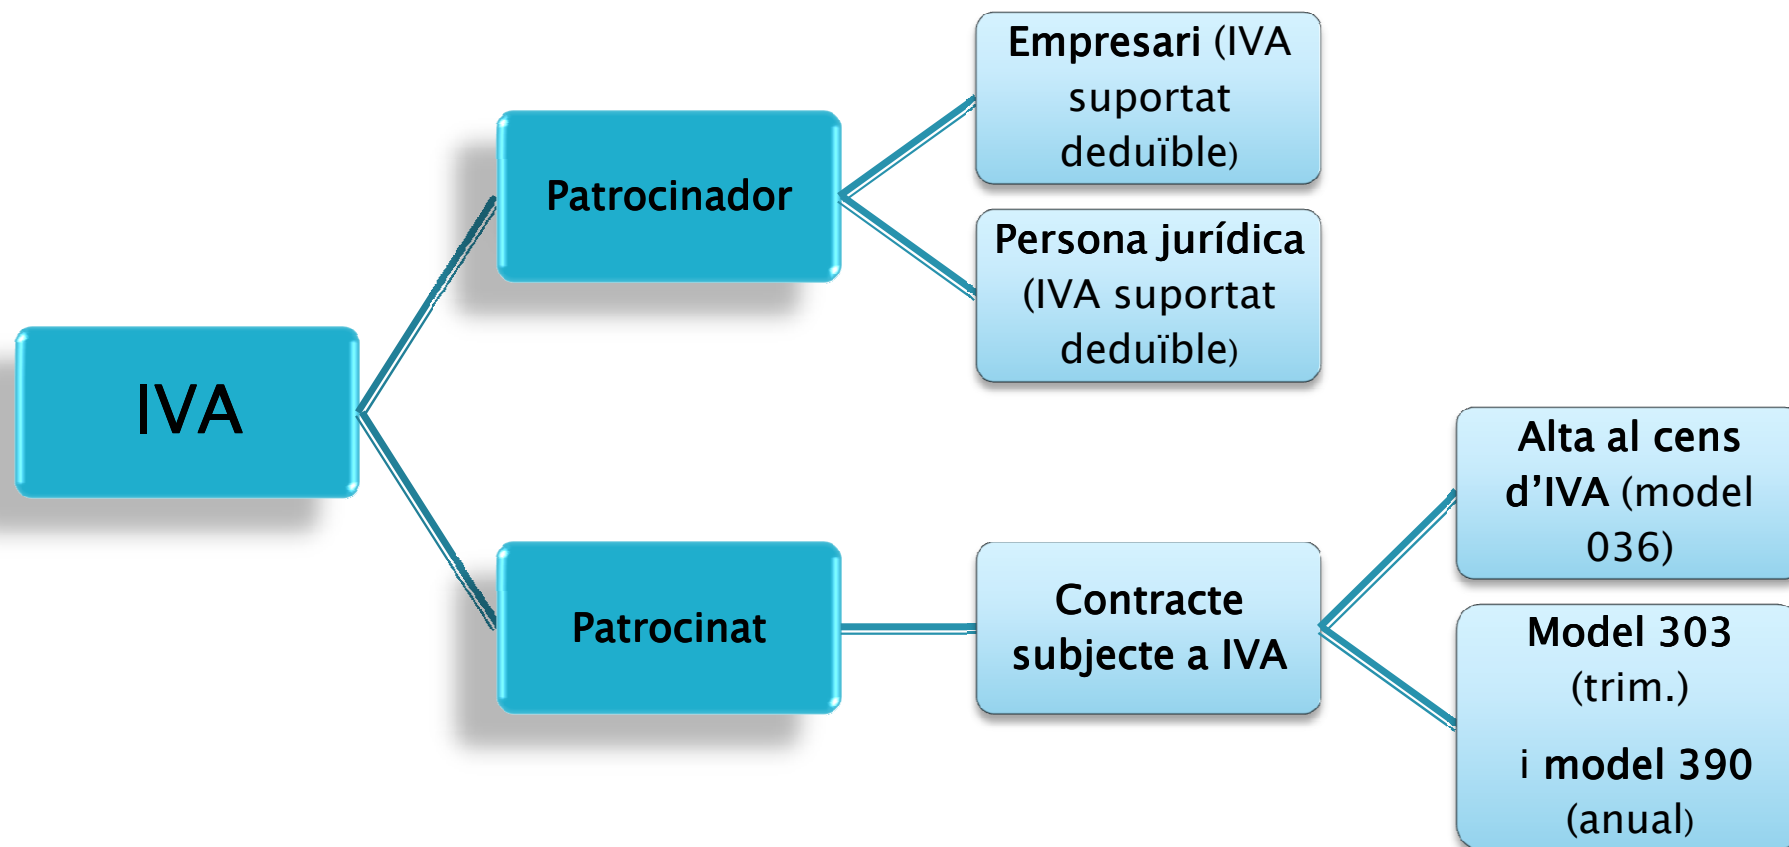 IVA
Patrocinador
Empresari (IVA
suportat
deduïble)
Persona jurídica
(IVA suportat
deduïble)
Patrocinat
Contracte
subjecte a IVA
Alta al cens
d’IVA (model
036)
Model 303
(trim.)
i model 390
(anual)